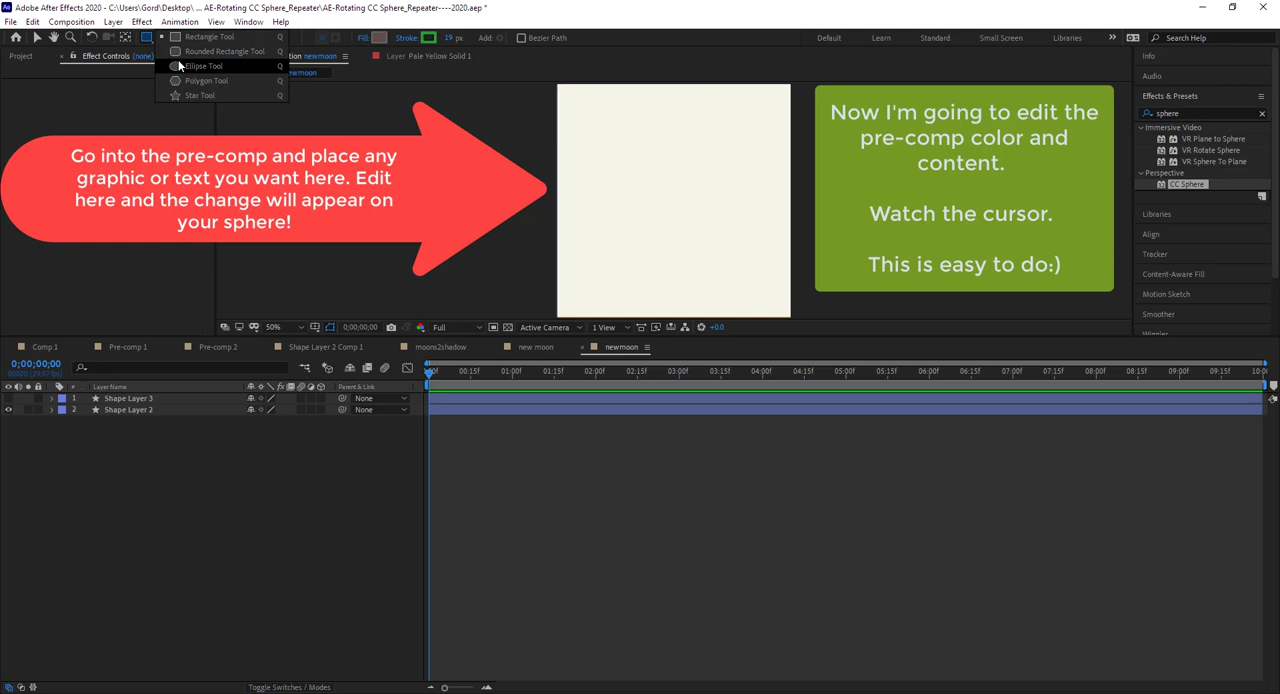 Adobe After Effects 2020 - C:\Users\Gord\Desktop\ ... AE-Rotating CC Sphere_Repeater\AE-Rotating CC Sphere_Repeater----2020.aep *
File Edit Composition Layer Effect Animation View Window Help
Rectangle Tool Q
Rounded Rectangle Tool Q
Ellipse Tool Q
Polygon Tool Q
Star Tool Q
Fill: Stroke: 19 px Add: Bezier Path
Default Learn Standard Small Screen Libraries Search Help
Project Effect Controls (none) newmoon Layer Pale Yellow Solid 1
newmoon
Go into the pre-comp and place any
graphic or text you want here. Edit
here and the change will appear on
your sphere!
Now I'm going to edit the
pre-comp color and
content.
Watch the cursor.
This is easy to do:)
Info
Audio
Effects & Presets
sphere
Immersive Video
VR Plane to Sphere
VR Rotate Sphere
VR Sphere To Plane
Perspective
CC Sphere
Libraries
Align
Tracker
Content-Aware Fill
Motion Sketch
Smoother
Wiggler
50% 0;00;00;00 Full Active Camera 1 View +0.0
Comp 1 Pre-comp 1 Pre-comp 2 Shape Layer 2 Comp 1 moons2shadow new moon newmoon
0;00;00;00
00000 (29.97 fps)
# Layer Name Parent & Link
1 Shape Layer 3 None
2 Shape Layer 2 None
00:15f 01:00f 01:15f 02:00f 02:15f 03:00f 03:15f 04:00f 04:15f 05:00f 05:15f 06:00f 06:15f 07:00f 07:15f 08:00f 08:15f 09:00f 09:15f 10:00
Toggle Switches / Modes